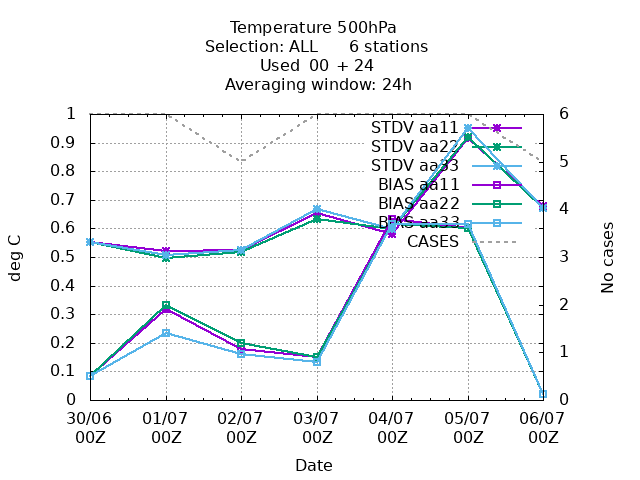 Temperature 500hPa
Selection: ALL      6 stations
Used  00 + 24
Averaging window: 24h
1
0.9
0.8
0.7
0.6
0.5
0.4
0.3
0.2
0.1
0
deg C
6
5
4
3
2
1
0
No cases
STDV aa11
STDV aa22
STDV aa33
BIAS aa11
BIAS aa22
BIAS aa33
CASES
30/06 01/07 02/07 03/07 04/07 05/07 06/07
00Z 00Z 00Z 00Z 00Z 00Z 00Z
Date